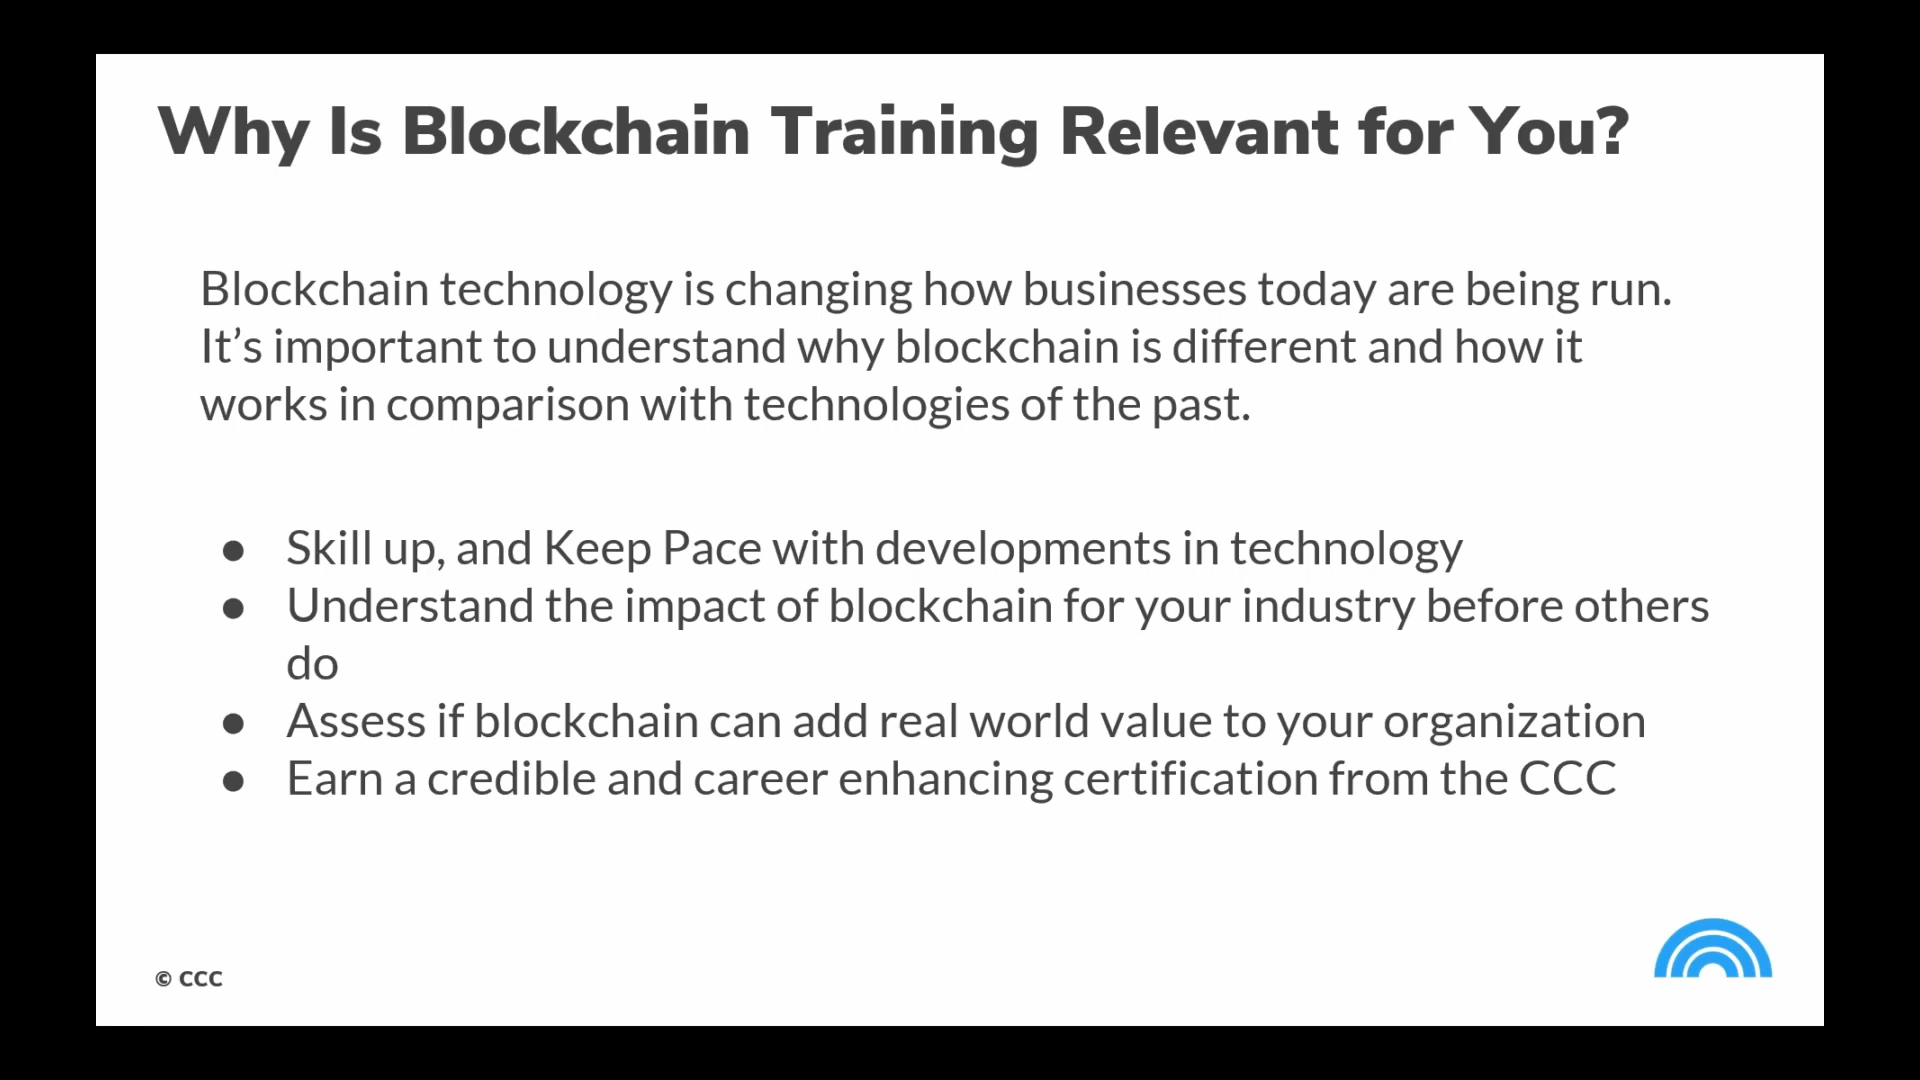 Why Is Blockchain Training Relevant for You?
Blockchain technology is changing how businesses today are being run.
It’s important to understand why blockchain is different and how it
works in comparison with technologies of the past.
● Skill up, and Keep Pace with developments in technology
● Understand the impact of blockchain for your industry before others
do
● Assess if blockchain can add real world value to your organization
● Earn a credible and career enhancing certification from the CCC
© CCC